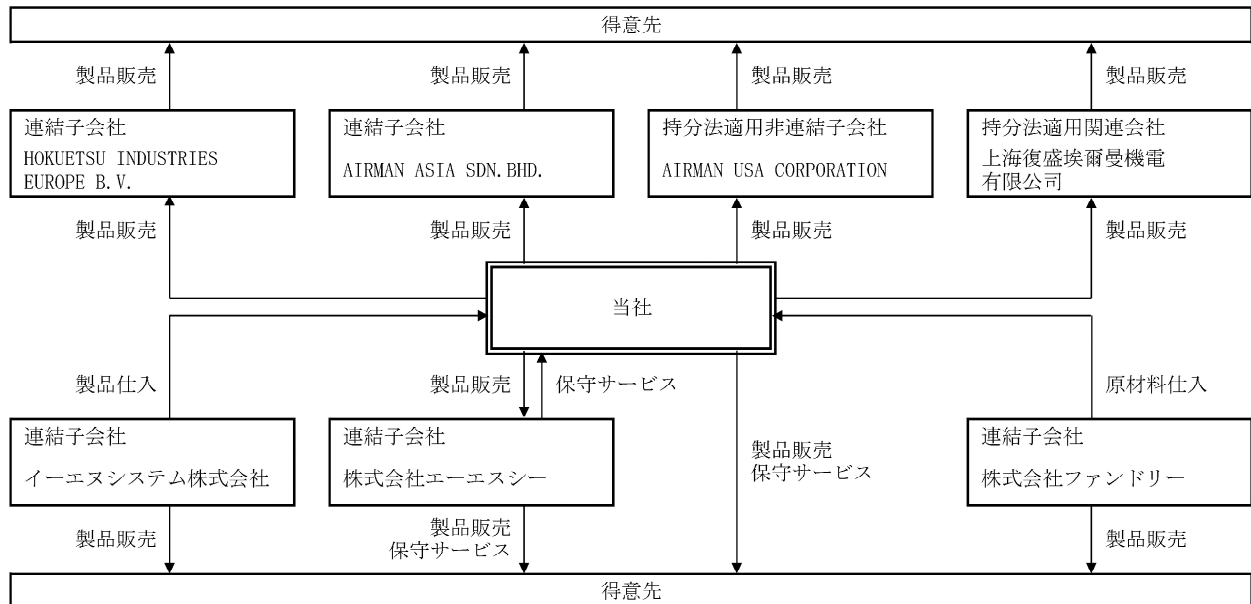 得意先
製品販売
製品販売
製品販売
製品販売
連結子会社
HOKUETSU INDUSTRIES
EUROPE B.V.
連結子会社
AIRMAN ASIA SDN.BHD.
持分法適用非連結子会社
AIRMAN USA CORPORATION
持分法適用関連会社
上海復盛埃爾曼機電
有限公司
製品販売
製品販売
製品販売
製品販売
当社
製品仕入
製品販売
保守サービス
原材料仕入
連結子会社
イーエヌシステム株式会社
連結子会社
株式会社エーエスシー
製品販売
保守サービス
連結子会社
株式会社ファンドリー
製品販売
製品販売
保守サービス
製品販売
得意先